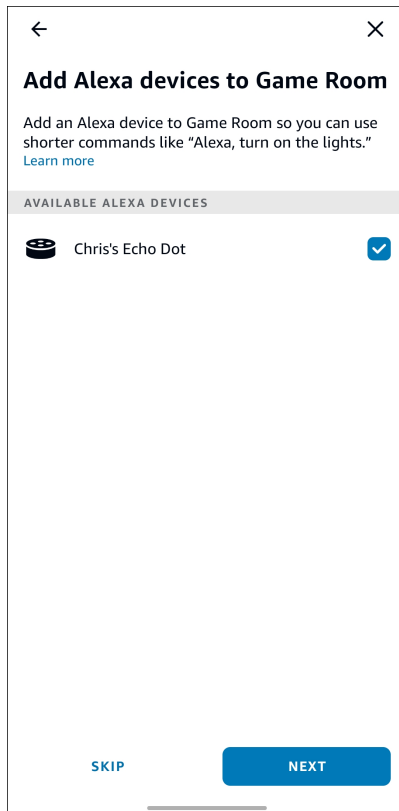 Add Alexa devices to Game Room
Add an Alexa device to Game Room so you can use
shorter commands like “Alexa, turn on the lights.”
Learn more
AVAILABLE ALEXA DEVICES
Chris's Echo Dot
SKIP
NEXT